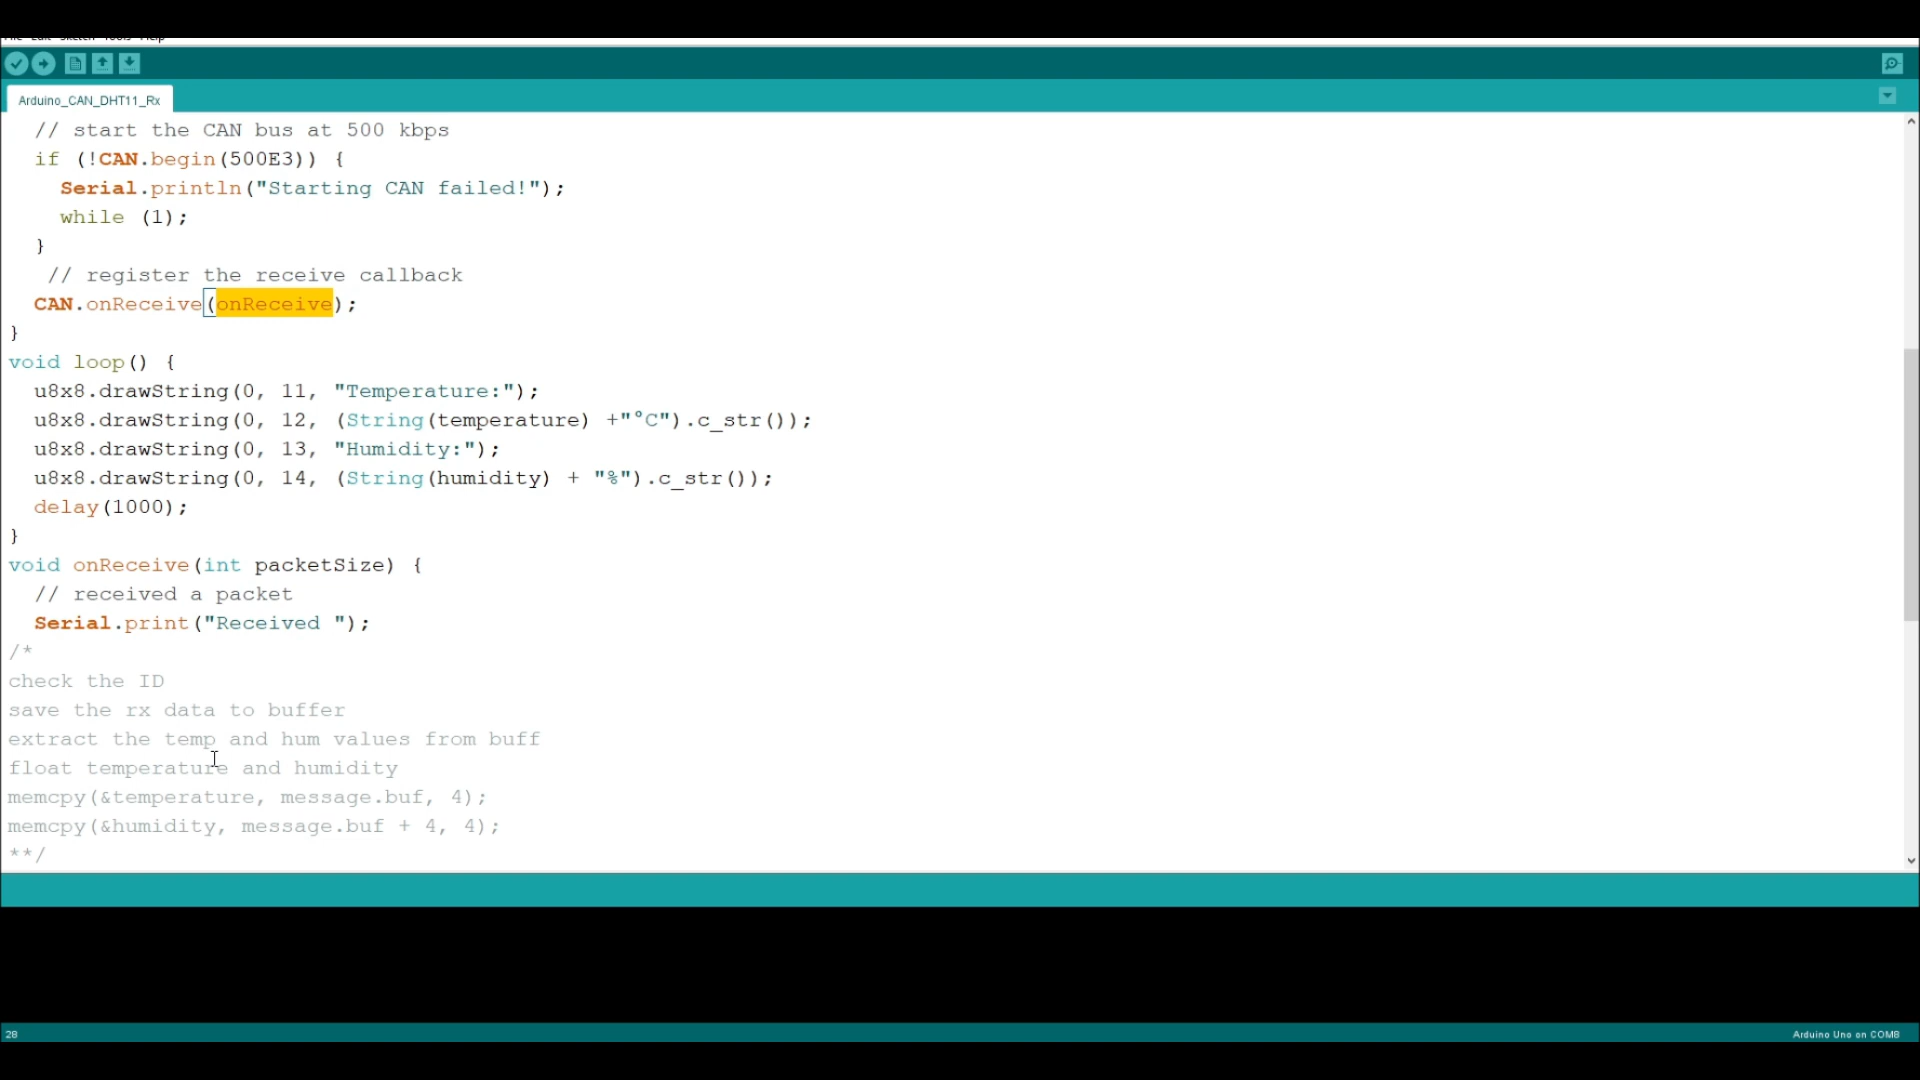 File Edit Sketch Tools Help
Arduino_CAN_DHT11_Rx
// start the CAN bus at 500 kbps
if (!CAN.begin(500E3)) {
Serial.println("Starting CAN failed!");
while (1);
}
// register the receive callback
CAN.onReceive(onReceive);
}
void loop() {
u8x8.drawString(0, 11, "Temperature:");
u8x8.drawString(0, 12, (String(temperature) +"°C").c_str());
u8x8.drawString(0, 13, "Humidity:");
u8x8.drawString(0, 14, (String(humidity) + "%").c_str());
delay(1000);
}
void onReceive(int packetSize) {
// received a packet
Serial.print("Received ");
/*
check the ID
save the rx data to buffer
extract the temp and hum values from buff
float temperature and humidity
memcpy(&temperature, message.buf, 4);
memcpy(&humidity, message.buf + 4, 4);
**/
28
Arduino Uno on COM8